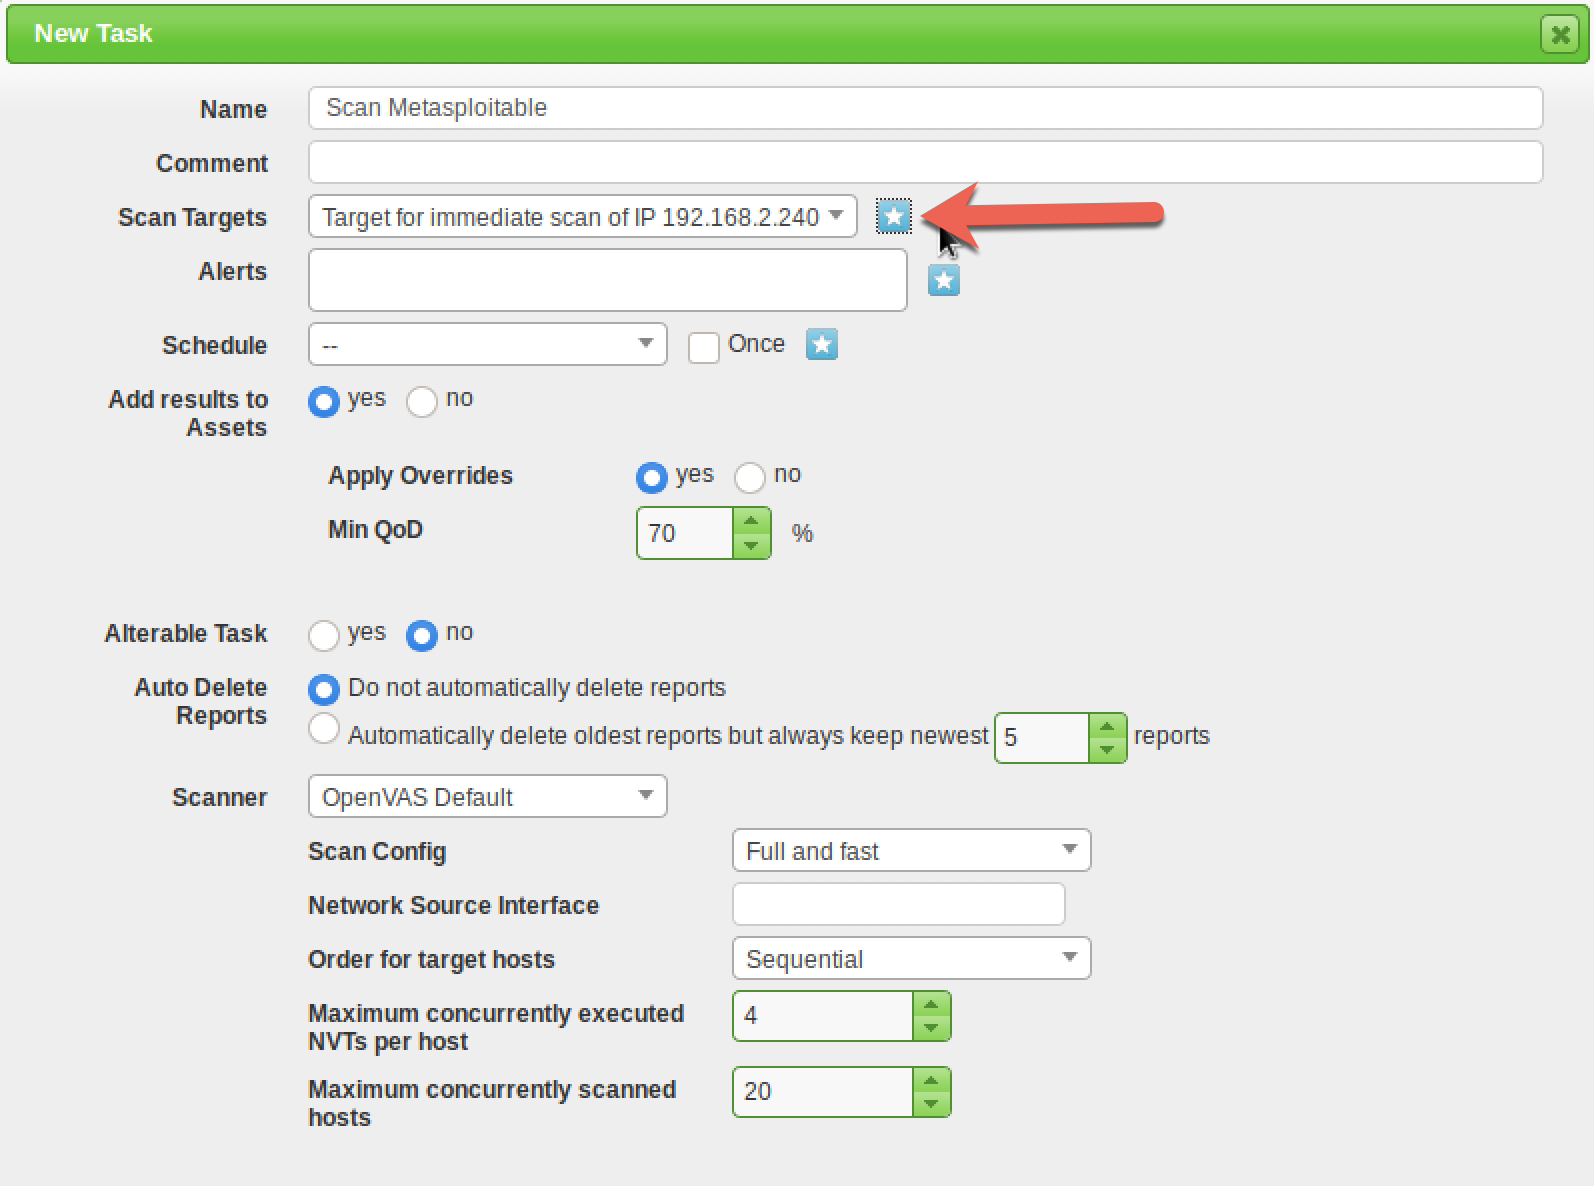 New Task
Name
Scan Metasploitable
Comment
Scan Targets
Target for immediate scan of IP 192.168.2.240
Alerts
Schedule
--
Once
Add results to
Assets
yes
no
Apply Overrides
yes
no
Min QoD
70
%
Alterable Task
yes
no
Auto Delete
Reports
Do not automatically delete reports
Automatically delete oldest reports but always keep newest 5 reports
Scanner
OpenVAS Default
Scan Config
Full and fast
Network Source Interface
Order for target hosts
Sequential
Maximum concurrently executed
NVTs per host
4
Maximum concurrently scanned
hosts
20